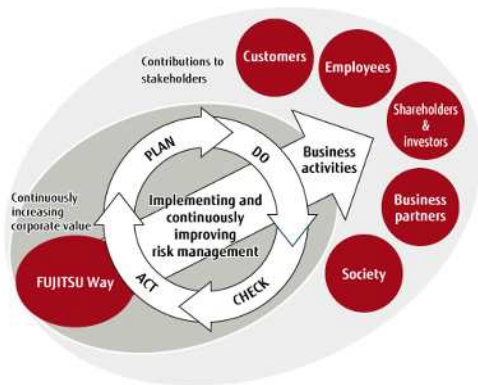 Contributions to
stakeholders
Customers
Employees
Shareholders
&
investors
Business
partners
Society
Business
activities
PLAN
DO
CHECK
ACT
Implementing and
continuously
improving
risk management
Continuously
increasing
corporate value
FUJITSU Way